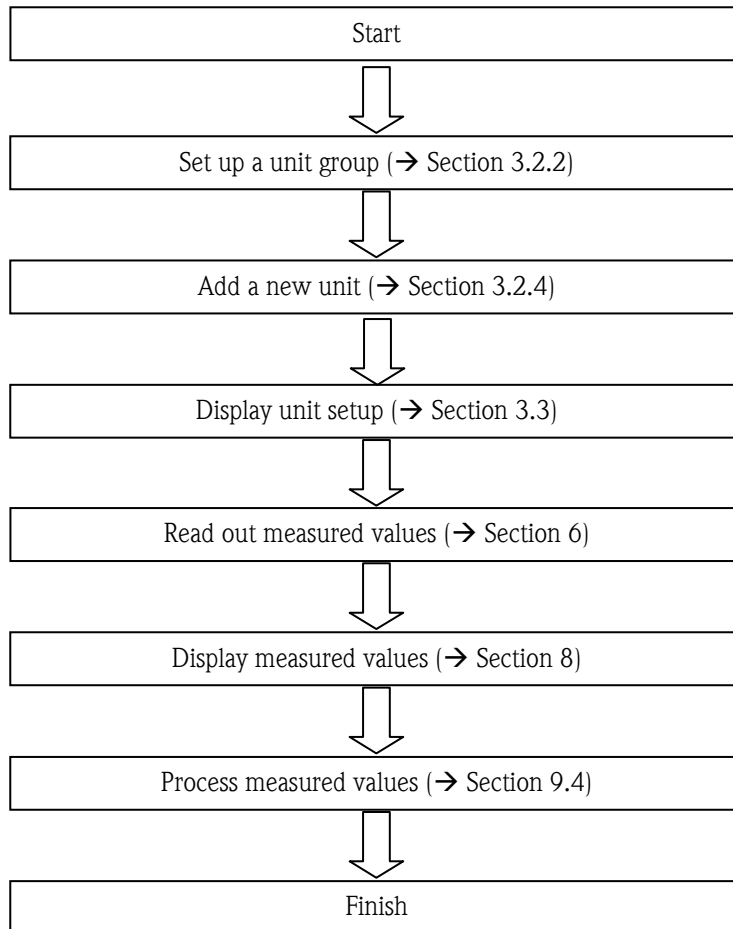 Start
Set up a unit group (→ Section 3.2.2)
Add a new unit (→ Section 3.2.4)
Display unit setup (→ Section 3.3)
Read out measured values (→ Section 6)
Display measured values (→ Section 8)
Process measured values (→ Section 9.4)
Finish